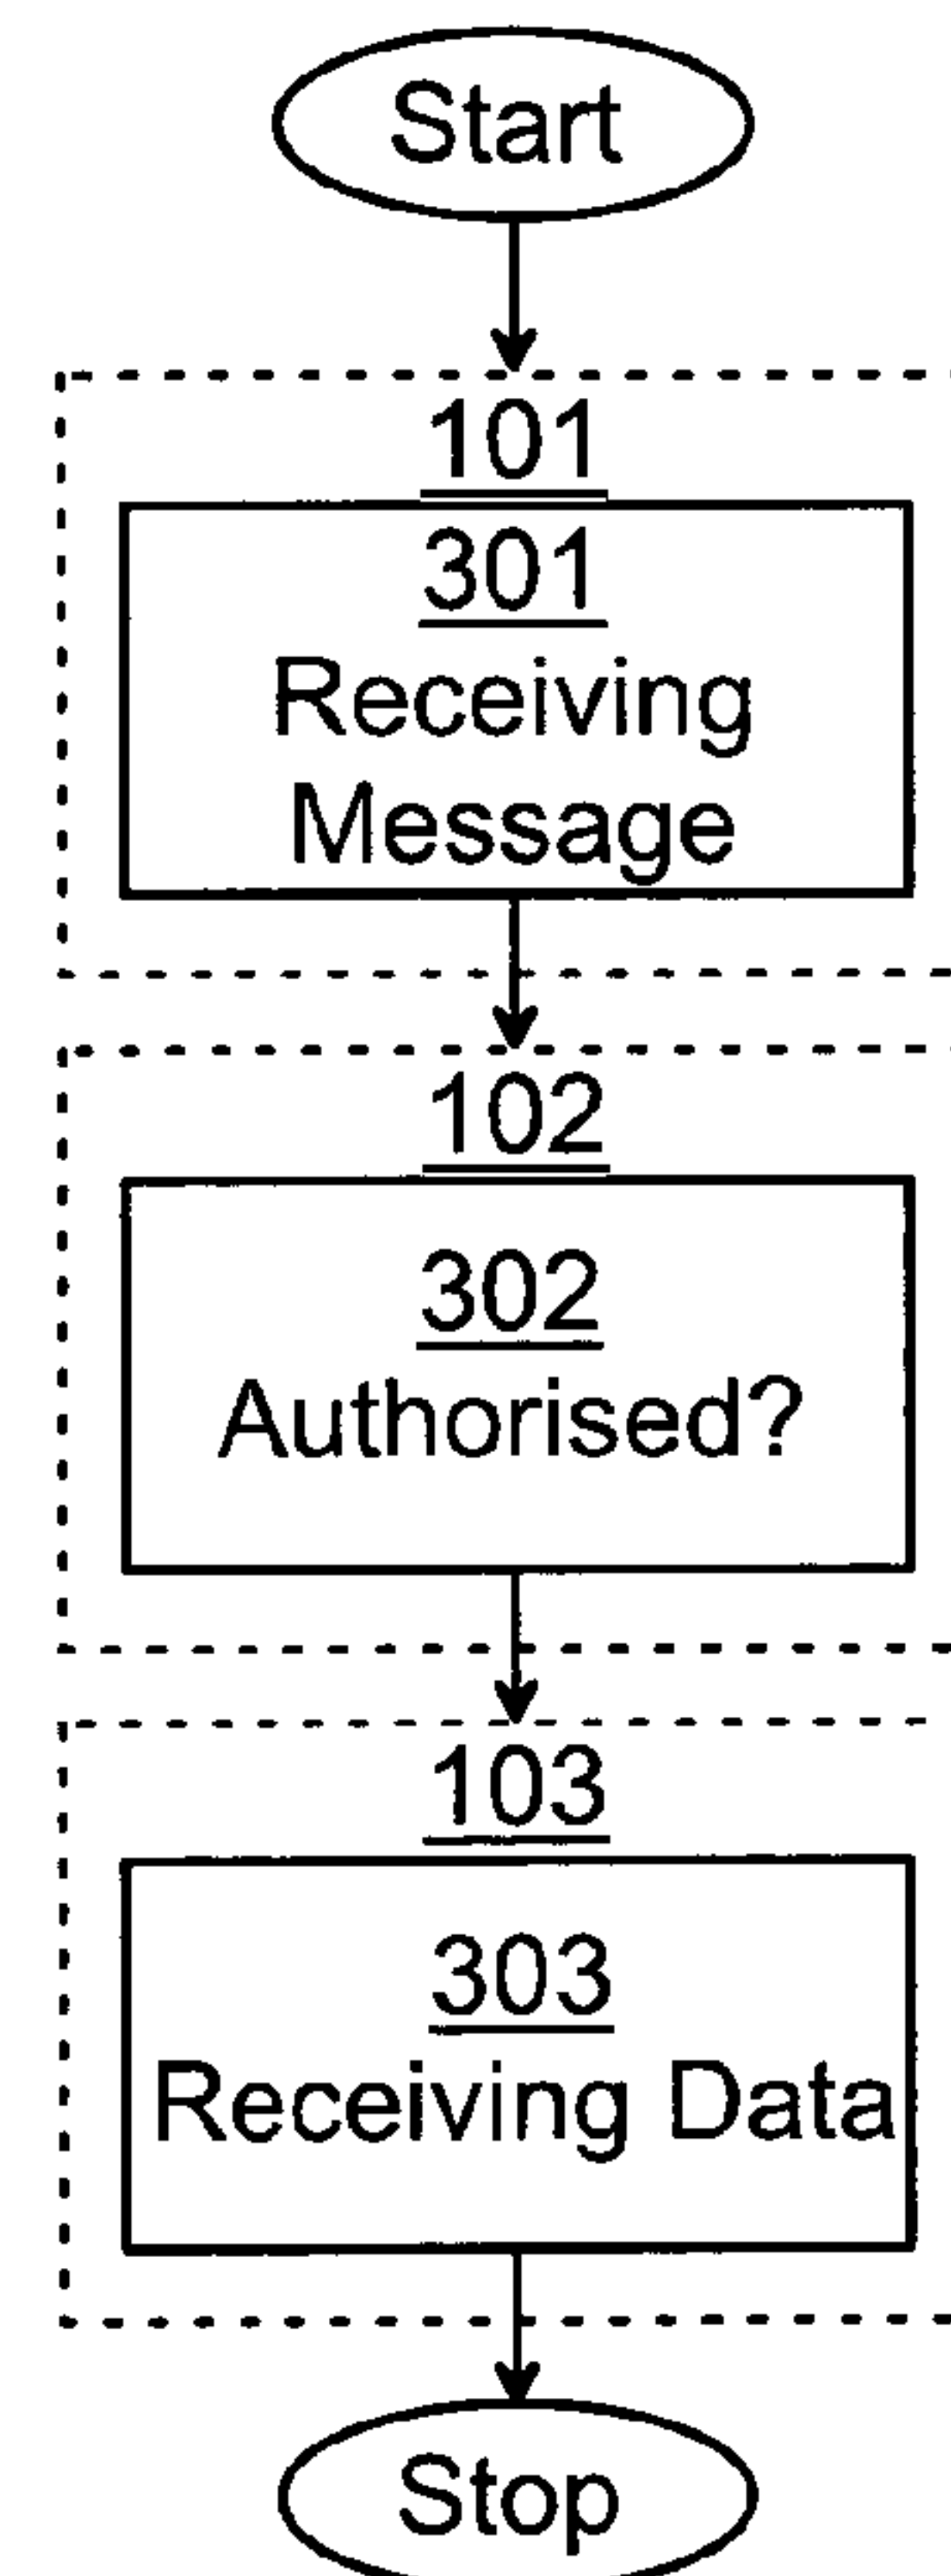 Start
101
301
Receiving
Message
102
302
Authorised?
103
303
Receiving Data
Stop